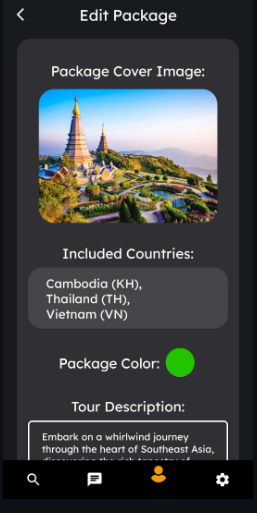 Edit Package
Package Cover Image:
Included Countries:
Cambodia (KH),
Thailand (TH),
Vietnam (VN)
Package Color:
Tour Description:
Embark on a whirlwind journey
through the heart of Southeast Asia,
discovering the rich tapestry of